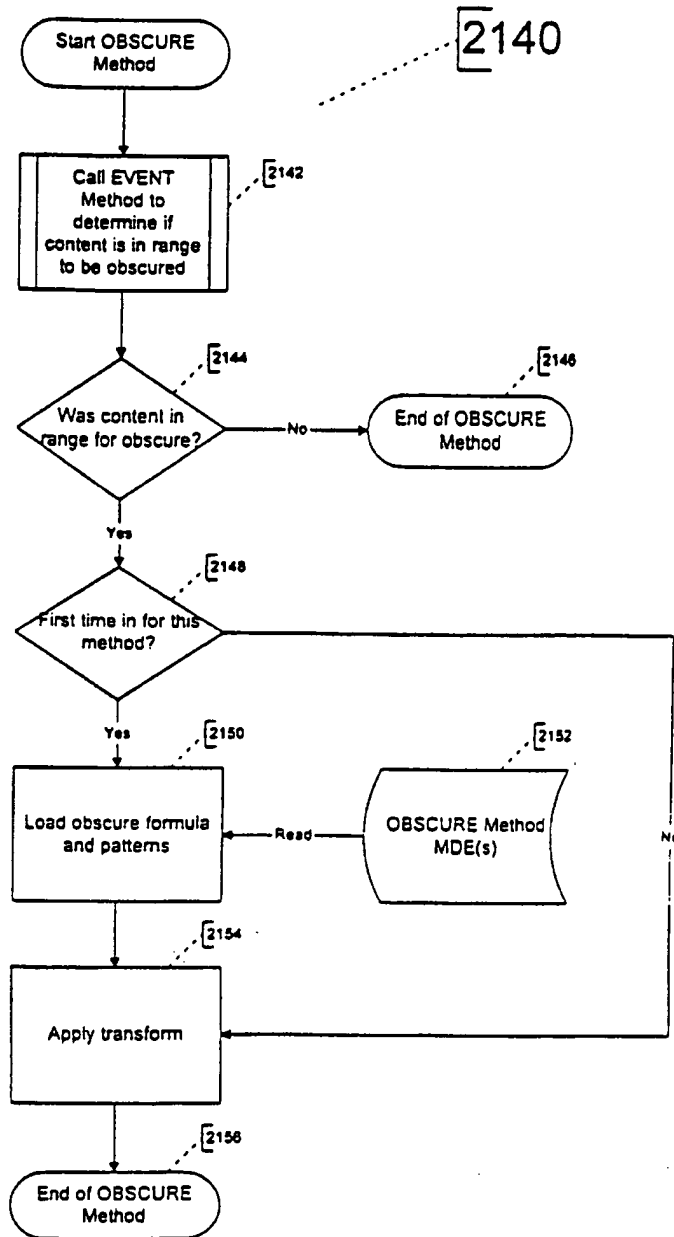 Start OBSCURE
Method
2140
Call EVENT
Method to
determine if
content is in range
to be obscured
2142
2144
Was content in
range for obscure?
No
2146
End of OBSCURE
Method
Yes
2148
First time in for this
method?
Yes
2150
Load obscure formula
and patterns
Read
2152
OBSCURE Method
MDE(s)
No
2154
Apply transform
2156
End of OBSCURE
Method